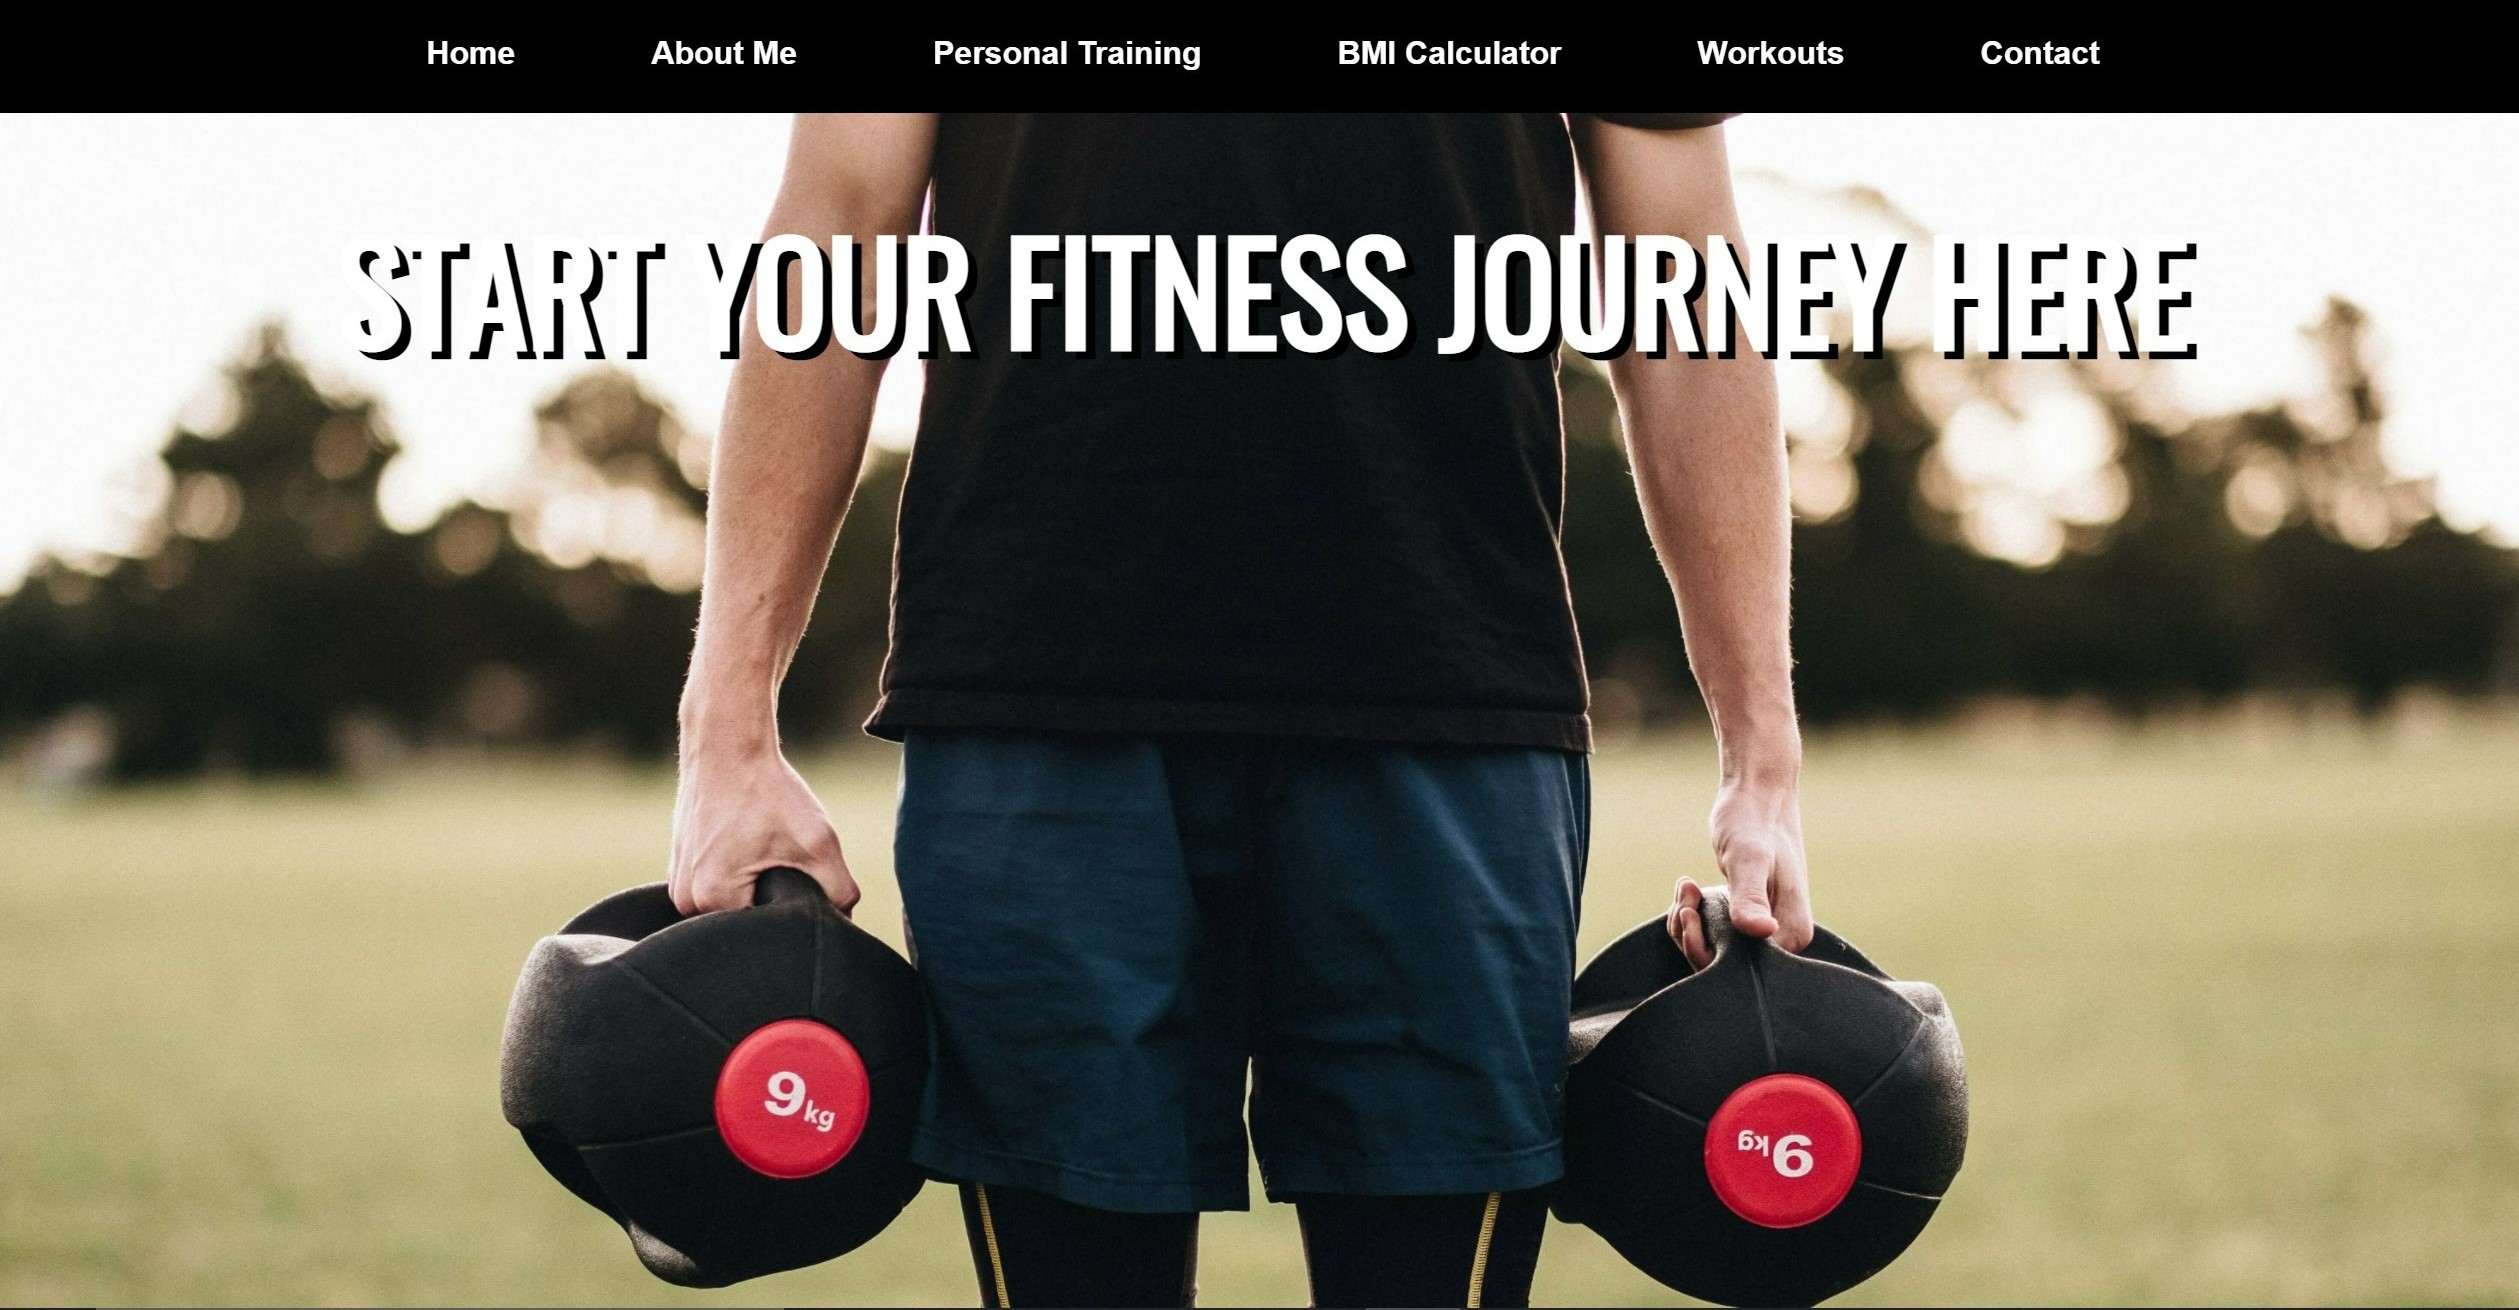 Home About Me Personal Training BMI Calculator Workouts Contact
START YOUR FITNESS JOURNEY HERE
9kg
9kg